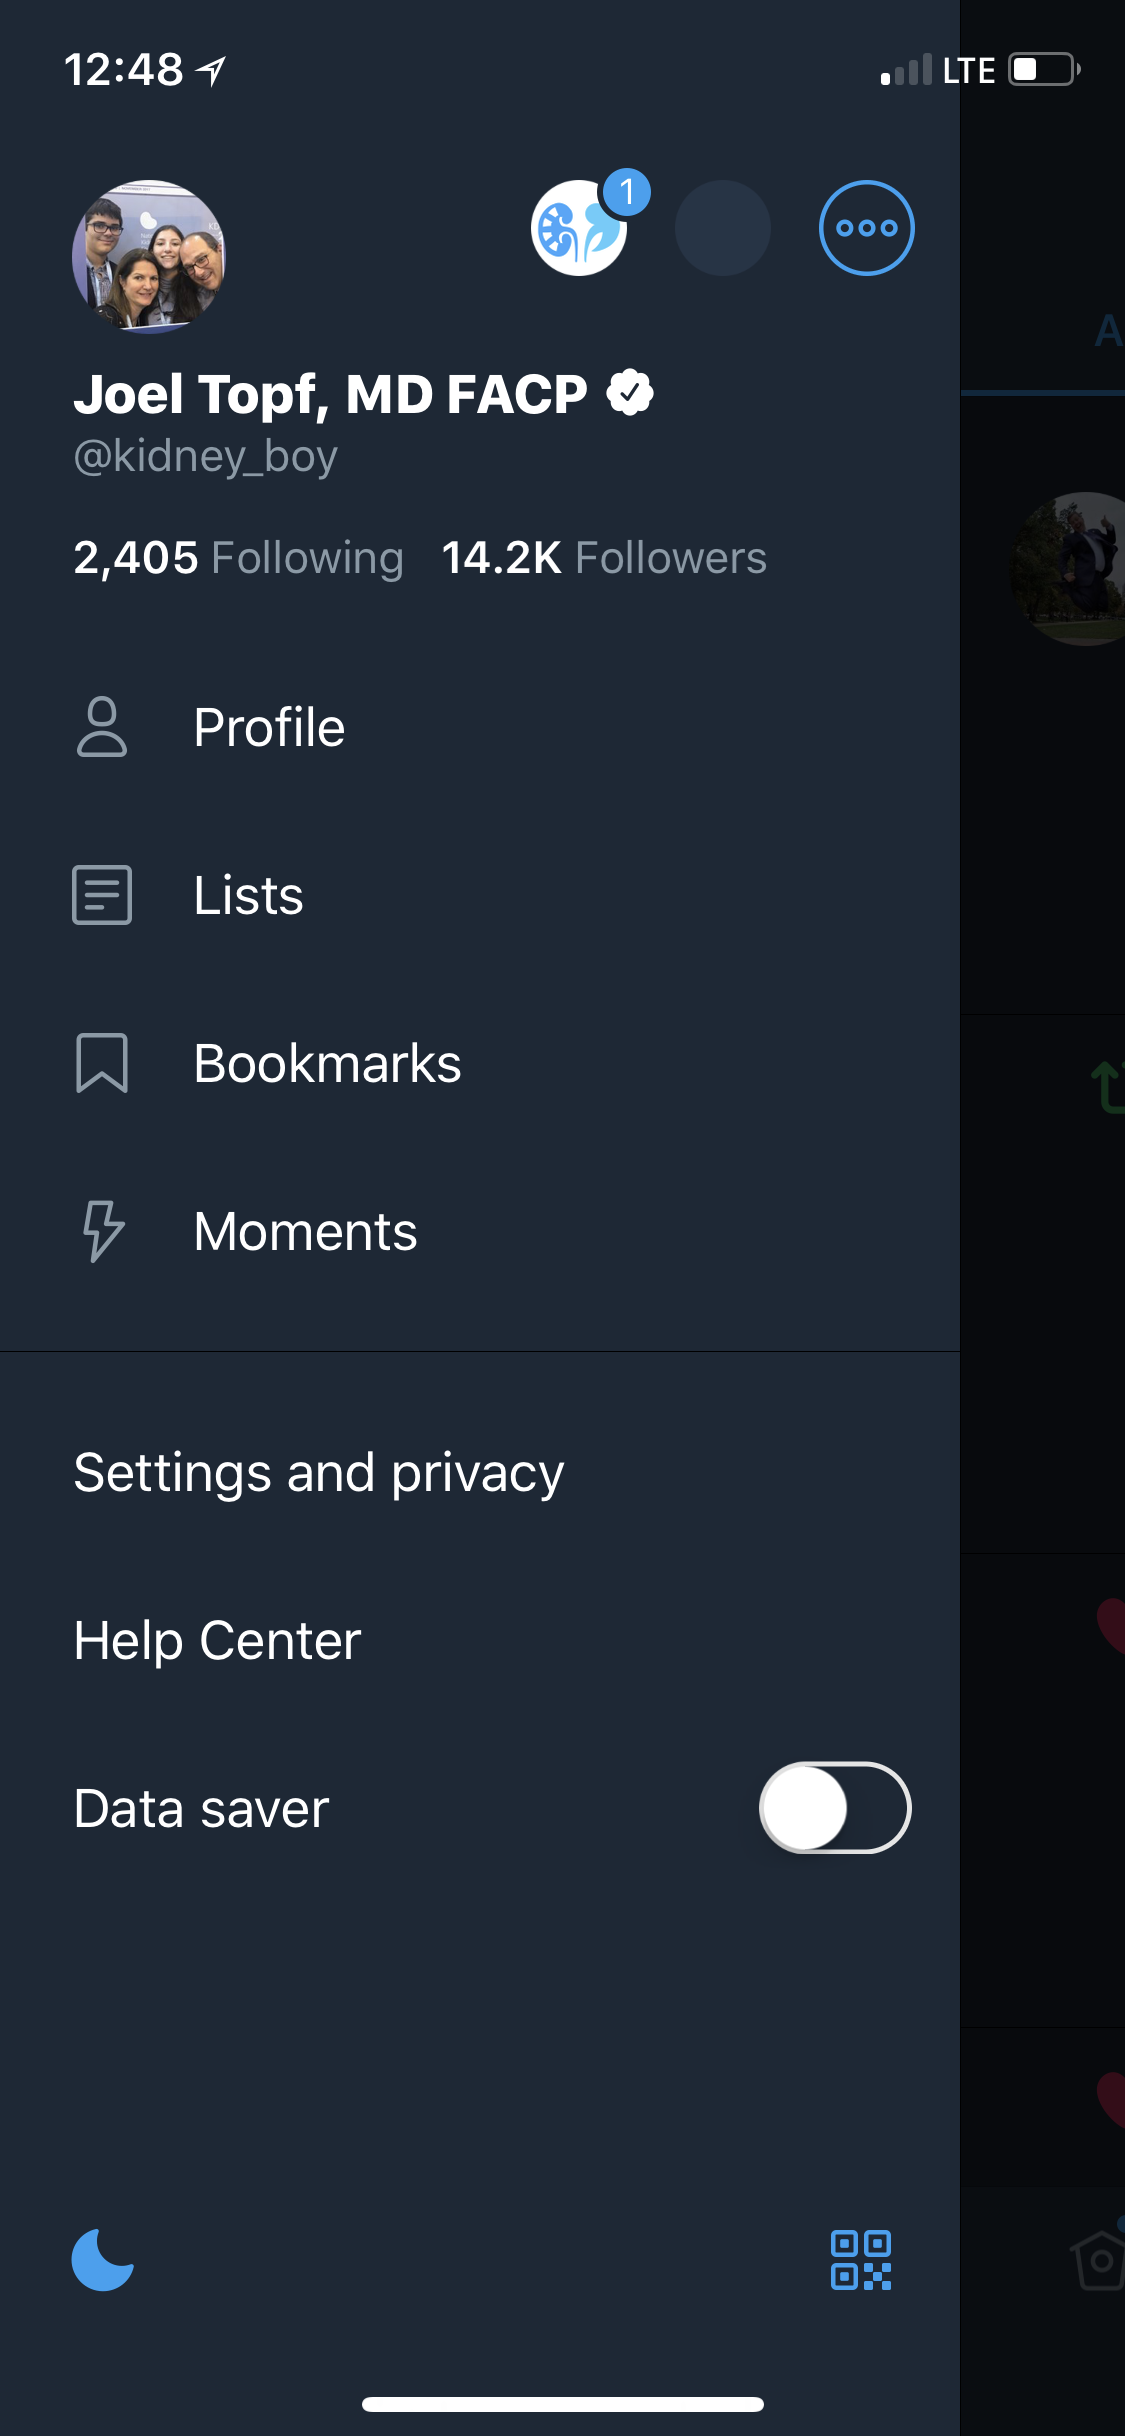 12:48
LTE
1
Joel Topf, MD FACP
@kidney_boy
2,405 Following 14.2K Followers
A
Profile
Lists
Bookmarks
Moments
Settings and privacy
Help Center
Data saver